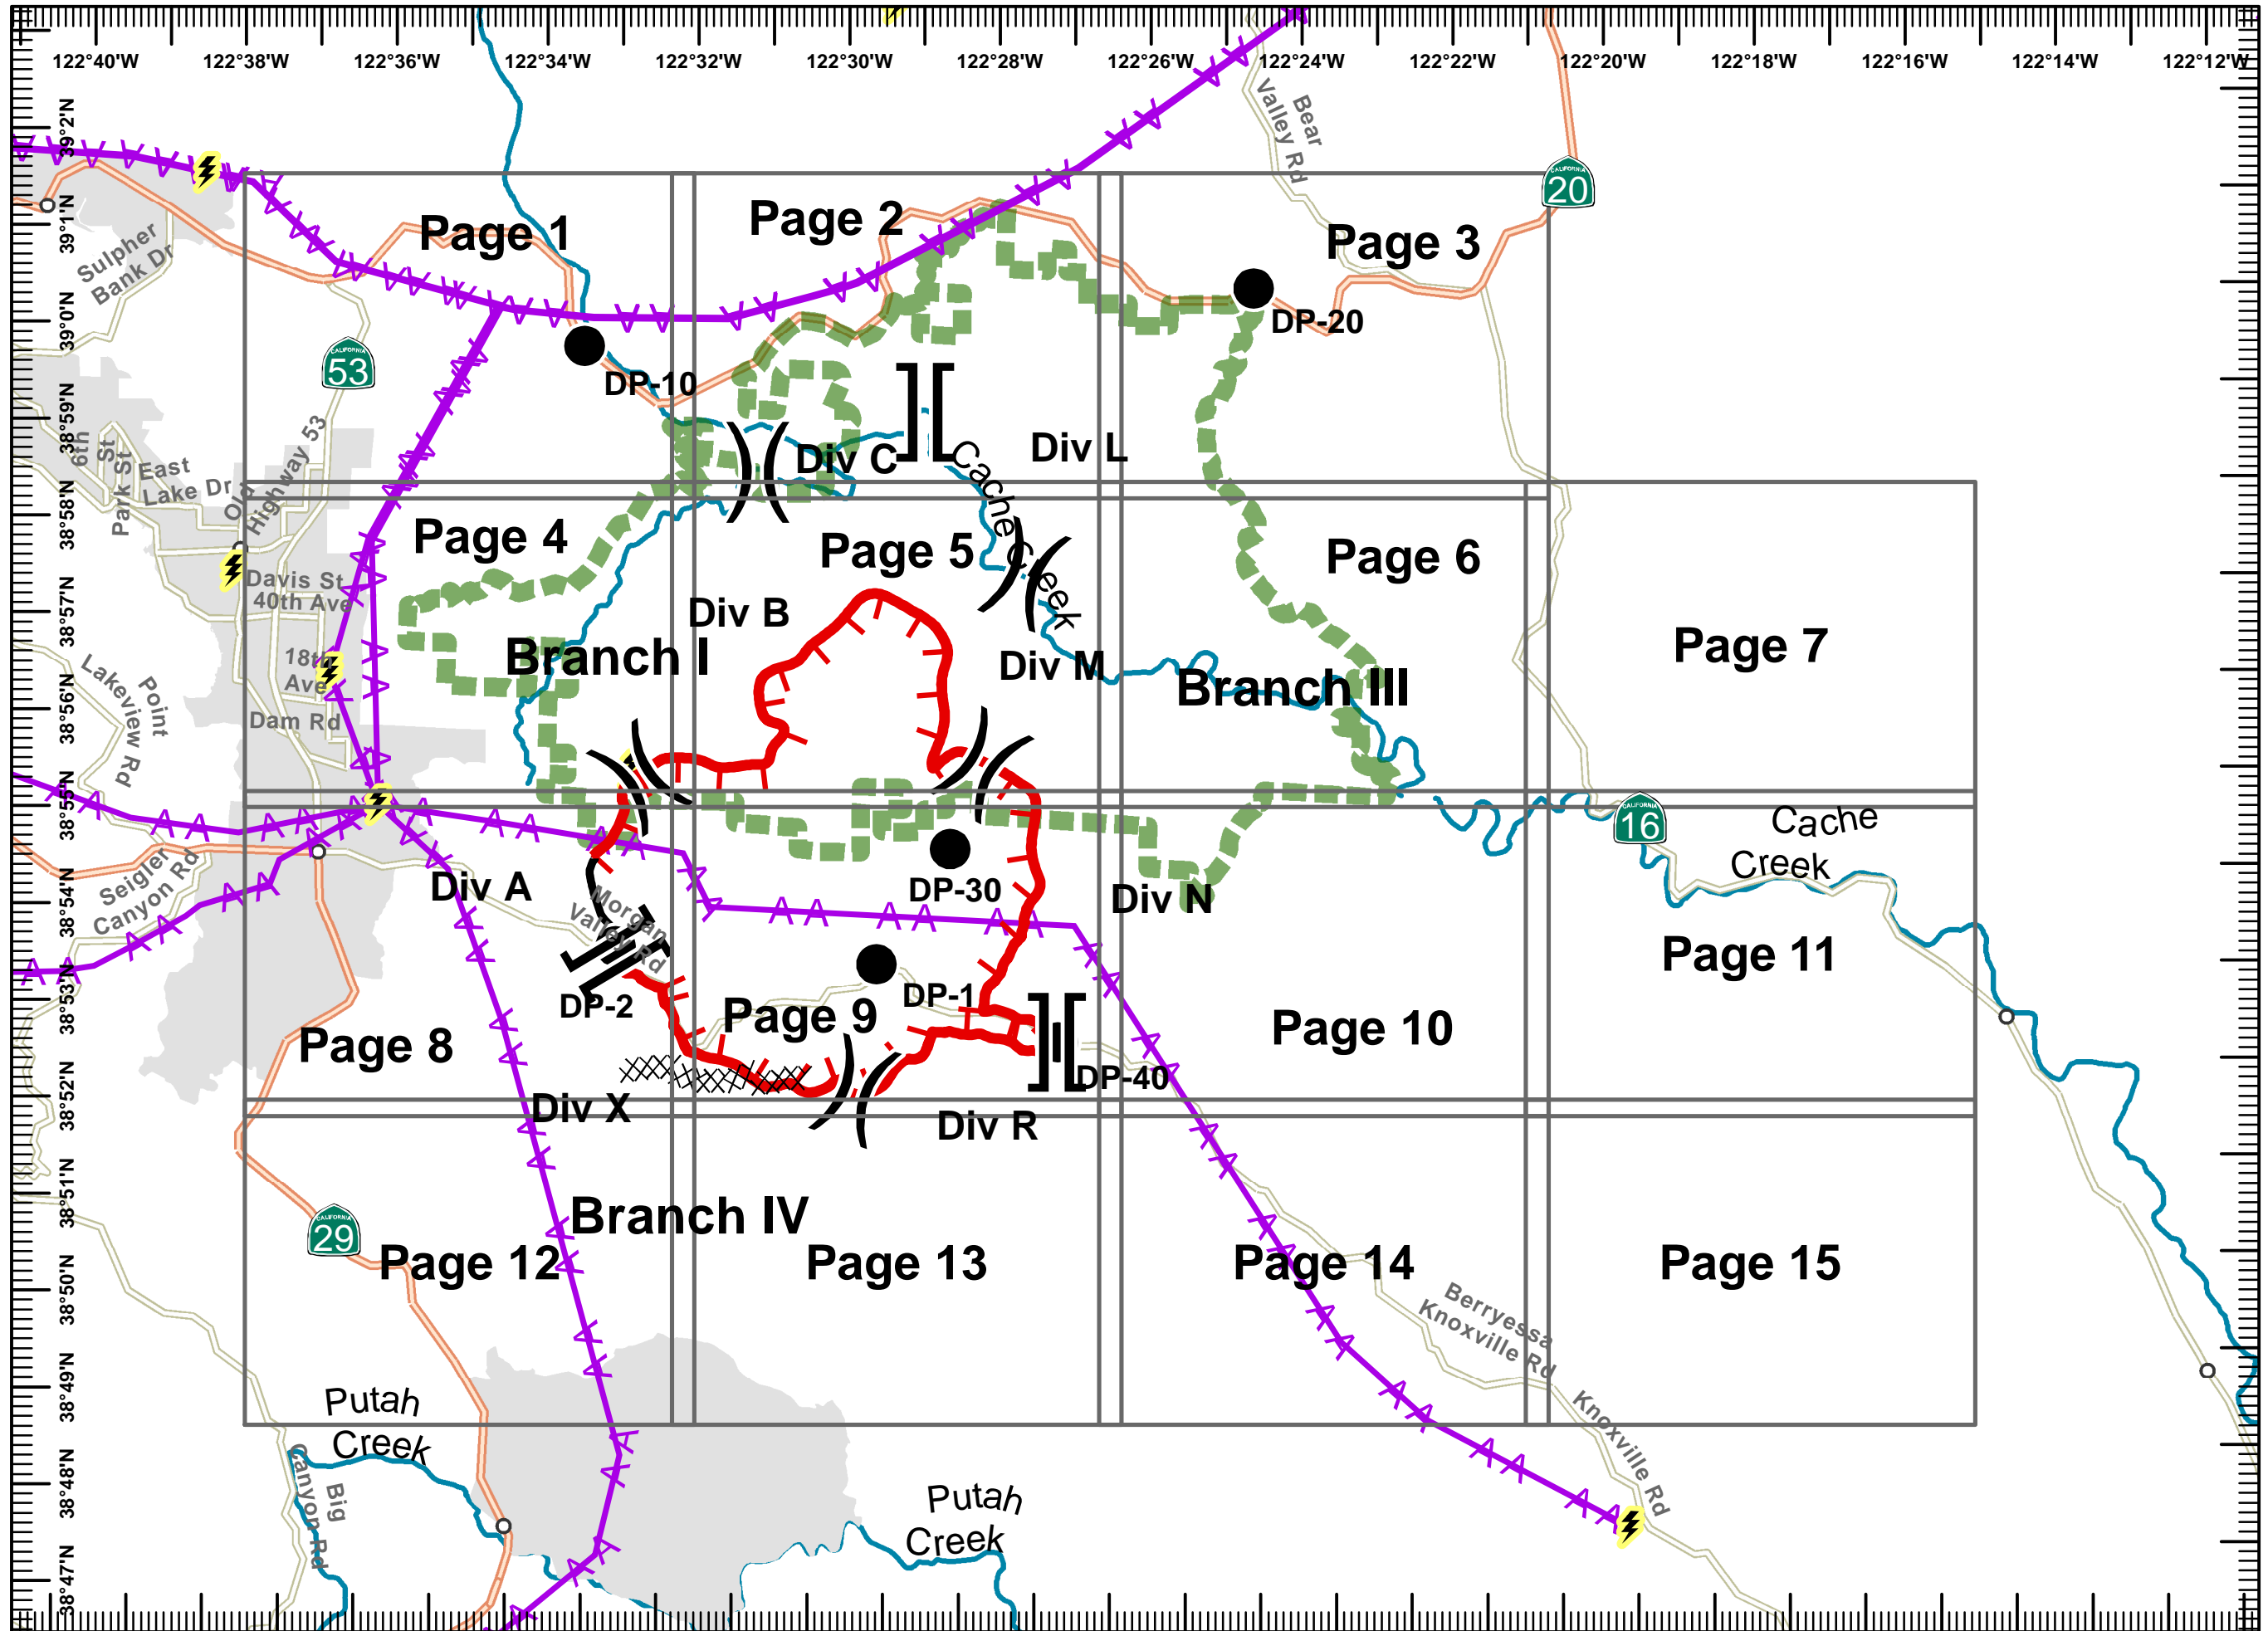 122°40'W 122°38'W 122°36'W 122°34'W 122°32'W 122°30'W 122°28'W 122°26'W 122°24'W 122°22'W 122°20'W 122°18'W 122°16'W 122°14'W 122°12'W
39°2'N
39°1'N
39°0'N
38°59'N
38°58'N
38°57'N
38°56'N
38°55'N
38°54'N
38°53'N
38°52'N
38°51'N
38°50'N
38°49'N
38°48'N
38°47'N
Bear
Valley Rd
CALIFORNIA
20
Page 1
Page 2
Page 3
Sulpher
Bank Dr
DP-20
CALIFORNIA
53
DP-10
6th
St
Park St
East
Lake Dr
Old
Highway 53
Div C
Div L
Cache
Creek
Page 4
Page 5
Page 6
Davis St
40th Ave
Div B
Page 7
18th
Ave
Branch I
Div M
Branch III
Point
Lakeview Rd
Dam Rd
CALIFORNIA
16
Cache
Creek
Seigler
Canyon Rd
Div A
DP-30
Div N
Morgan
Valley Rd
Page 11
DP-2
DP-1
Page 8
Page 9
Page 10
DP-40
Div X
Div R
Branch IV
CALIFORNIA
29
Page 12
Page 13
Page 14
Page 15
Berryessa
Knoxville Rd
Knoxville Rd
Putah
Creek
Big
Canyon Rd
Putah
Creek